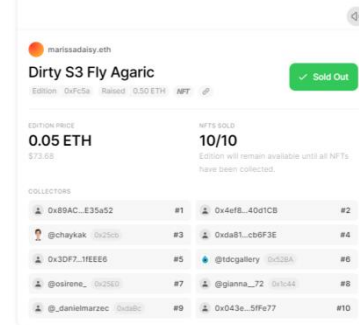 marissadaisy.eth
Dirty S3 Fly Agaric
Sold Out
Edition 0xFc5a Raised 0.50 ETH NFT
EDITION PRICE
0.05 ETH
$73.68
NFTS SOLD
10/10
Edition will remain available until all NFTs
have been collected.
COLLECTORS
0x89AC...E35a52 #1
0x4ef8...40d1CB #2
@chaykak 0x25cb #3
0xda81...cb6F3E #4
0x3DF7...1fEEE6 #5
@tdcgallery 0x528A #6
@osirene_ 0x25E0 #7
@gianna__72 0x1c44 #8
@_danielmarzec 0xda8c #9
0x043e...5fFe77 #10